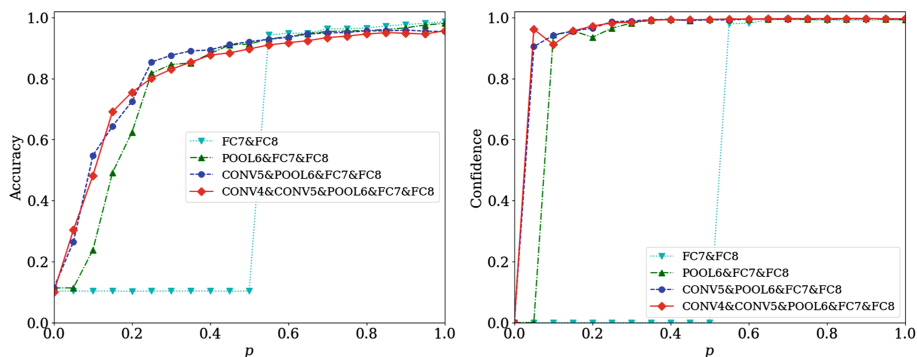 1.0
0.8
0.6
0.4
0.2
0.0
0.0 0.2 0.4 0.6 0.8 1.0
Accuracy
p
FC7&FC8
POOL6&FC7&FC8
CONV5&POOL6&FC7&FC8
CONV4&CONV5&POOL6&FC7&FC8
1.0
0.8
0.6
0.4
0.2
0.0
0.0 0.2 0.4 0.6 0.8 1.0
Confidence
p
FC7&FC8
POOL6&FC7&FC8
CONV5&POOL6&FC7&FC8
CONV4&CONV5&POOL6&FC7&FC8